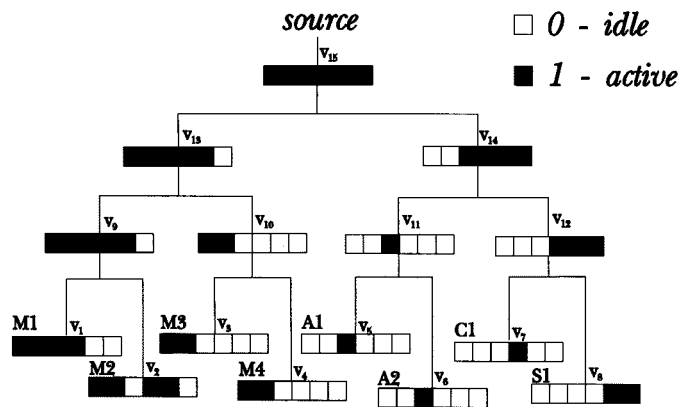 source
0 - idle
1 - active
v15
v13
v14
v9
v10
v11
v12
M1
v1
M2
v2
M3
v3
M4
v4
A1
v5
A2
v6
C1
v7
S1
v8